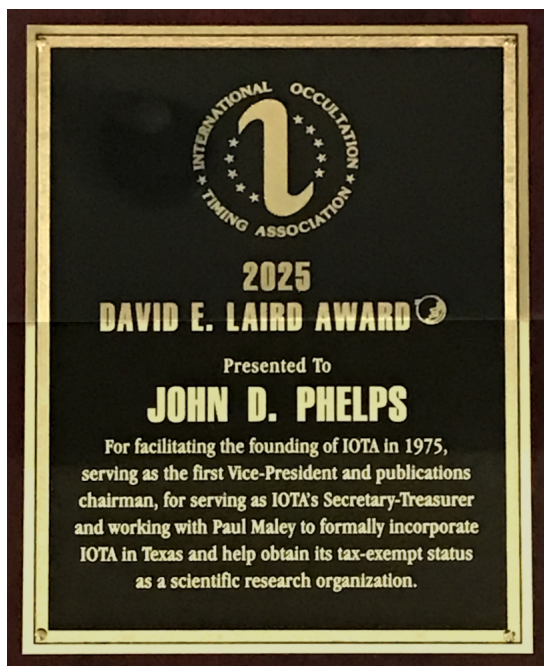 INTERNATIONAL OCCULTATION
TIMING ASSOCIATION
2025
DAVID E. LAIRD AWARD
Presented To
JOHN D. PHELPS
For facilitating the founding of IOTA in 1975,
serving as the first Vice-President and publications
chairman, for serving as IOTA's Secretary-Treasurer
and working with Paul Maley to formally incorporate
IOTA in Texas and help obtain its tax-exempt status
as a scientific research organization.